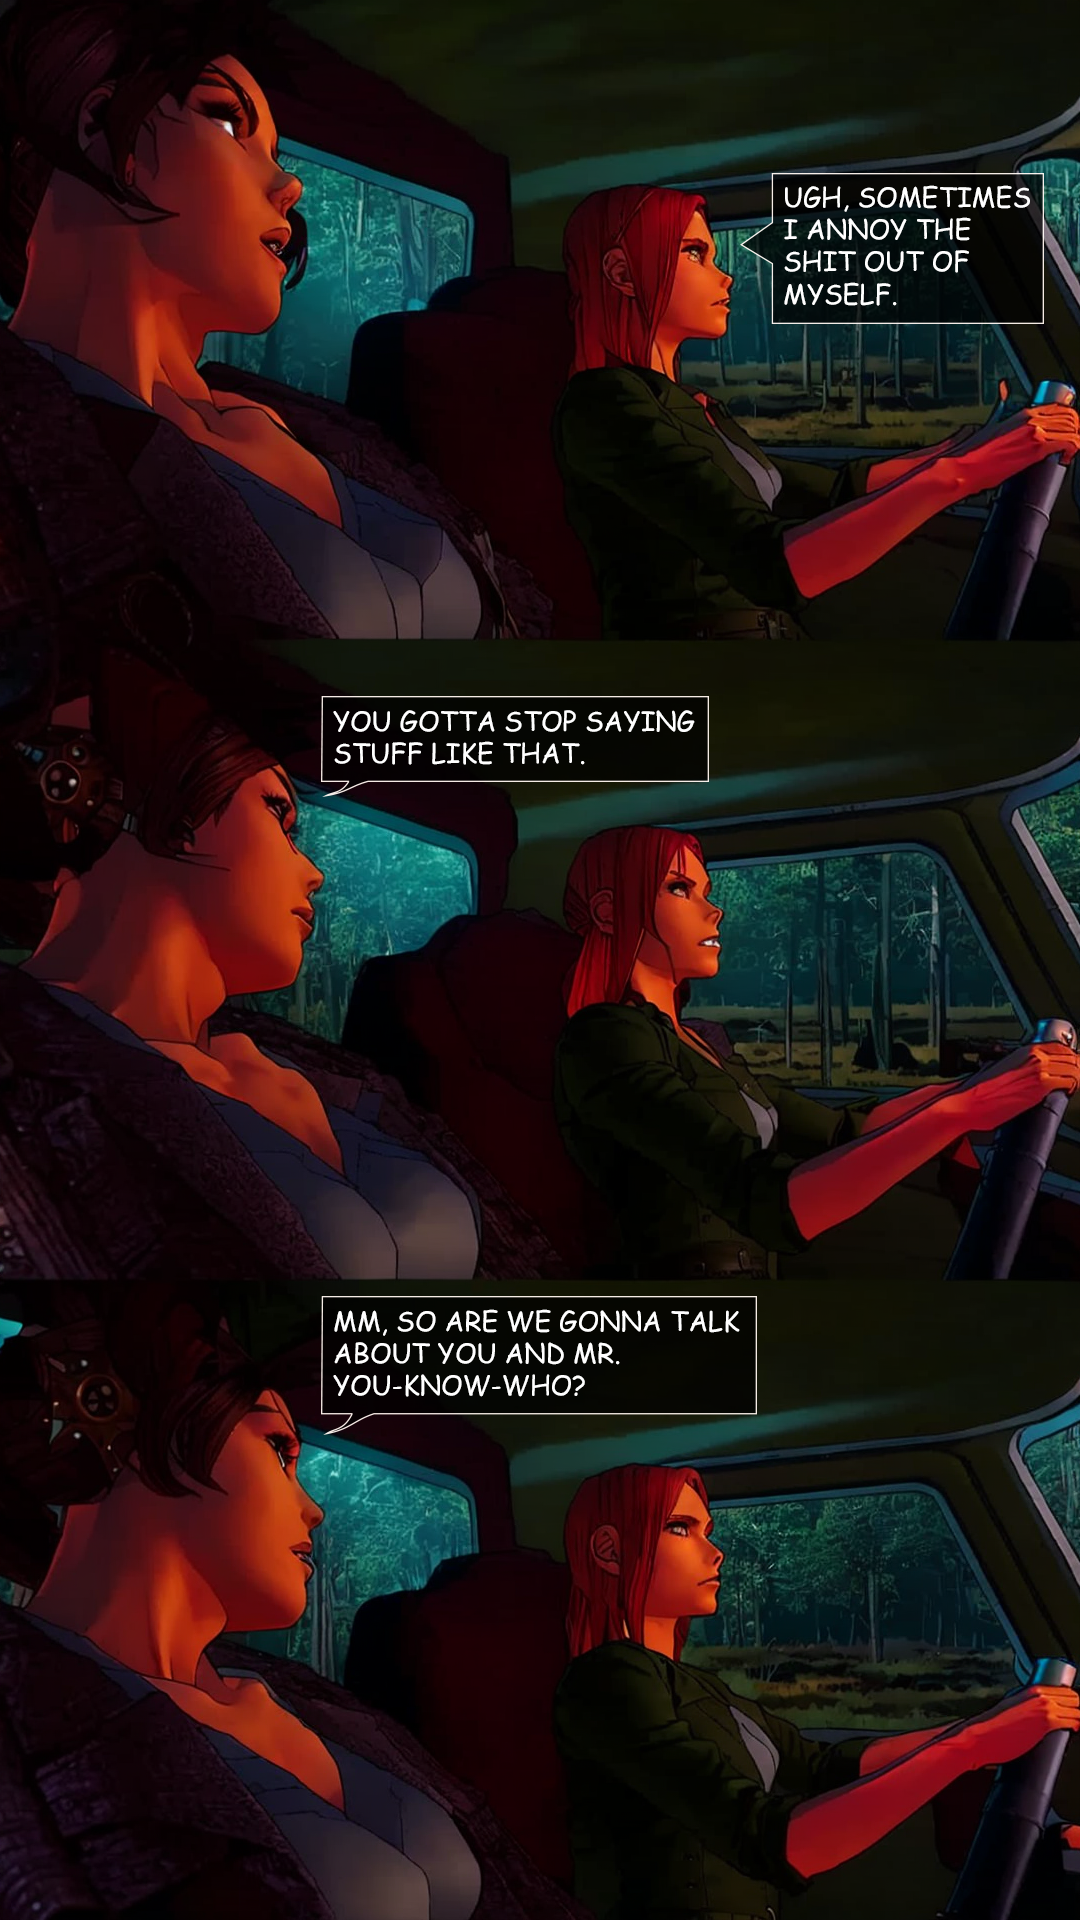 UGH, SOMETIMES
I ANNOY THE
SHIT OUT OF
MYSELF.
YOU GOTTA STOP SAYING
STUFF LIKE THAT.
MM, SO ARE WE GONNA TALK
ABOUT YOU AND MR.
YOU-KNOW-WHO?